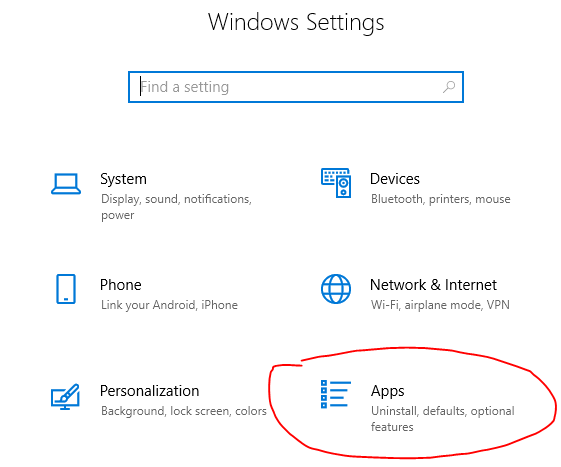 Windows Settings
Find a setting
System
Display, sound, notifications,
power
Devices
Bluetooth, printers, mouse
Phone
Link your Android, iPhone
Network & Internet
Wi-Fi, airplane mode, VPN
Personalization
Background, lock screen, colors
Apps
Uninstall, defaults, optional
features